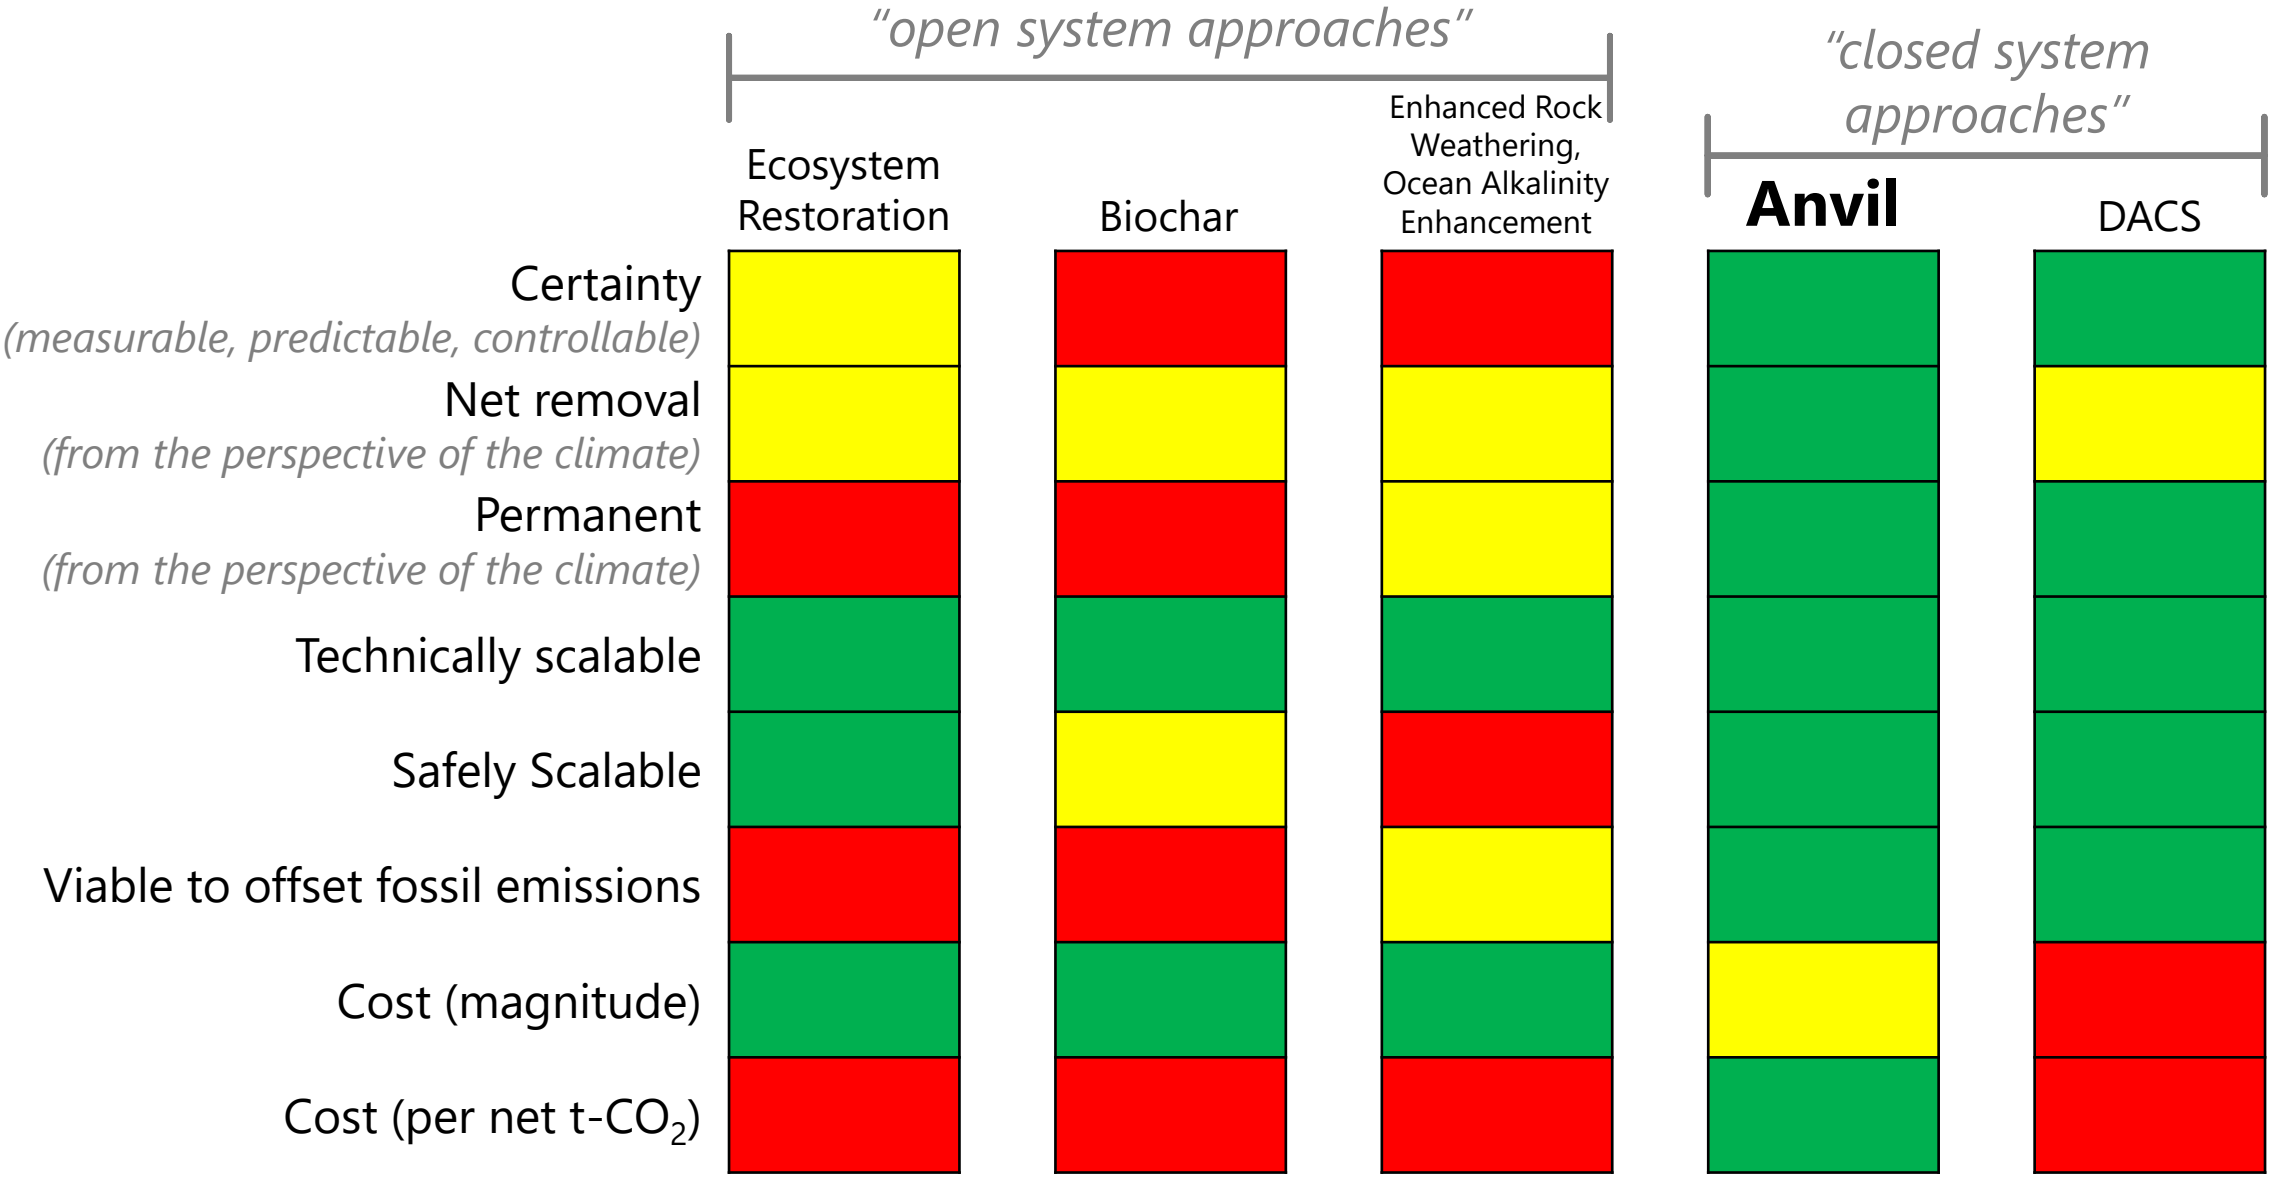 “open system approaches”
“closed system
approaches”
Ecosystem
Restoration
Biochar
Enhanced Rock
Weathering,
Ocean Alkalinity
Enhancement
Anvil
DACS
Certainty
(measurable, predictable, controllable)
Net removal
(from the perspective of the climate)
Permanent
(from the perspective of the climate)
Technically scalable
Safely Scalable
Viable to offset fossil emissions
Cost (magnitude)
Cost (per net t-CO₂)